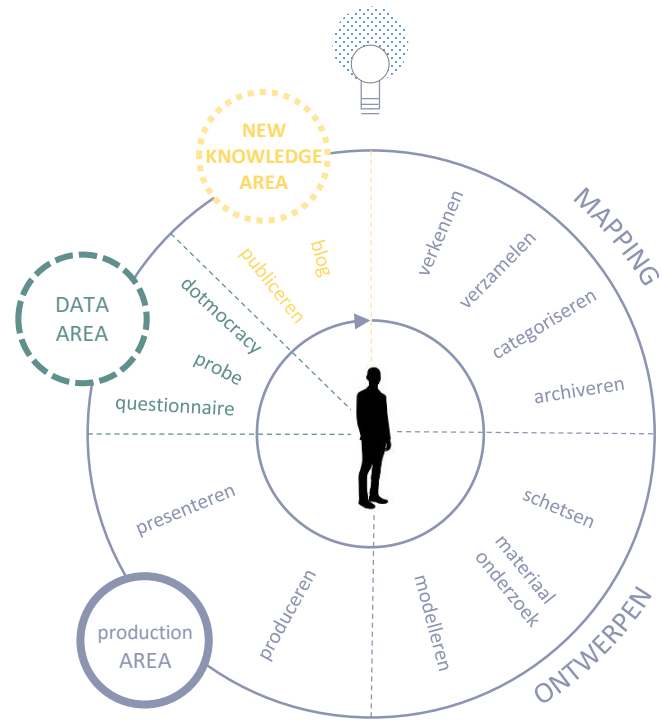 NEW
KNOWLEDGE
AREA
MAPPING
verkennen
verzamelen
categoriseren
archiveren
schetsen
materiaal
onderzoek
modelleren
ONTWERPEN
produceren
presenteren
production
AREA
questionnaire
probe
dotmocracy
DATA
AREA
publiceren
blog